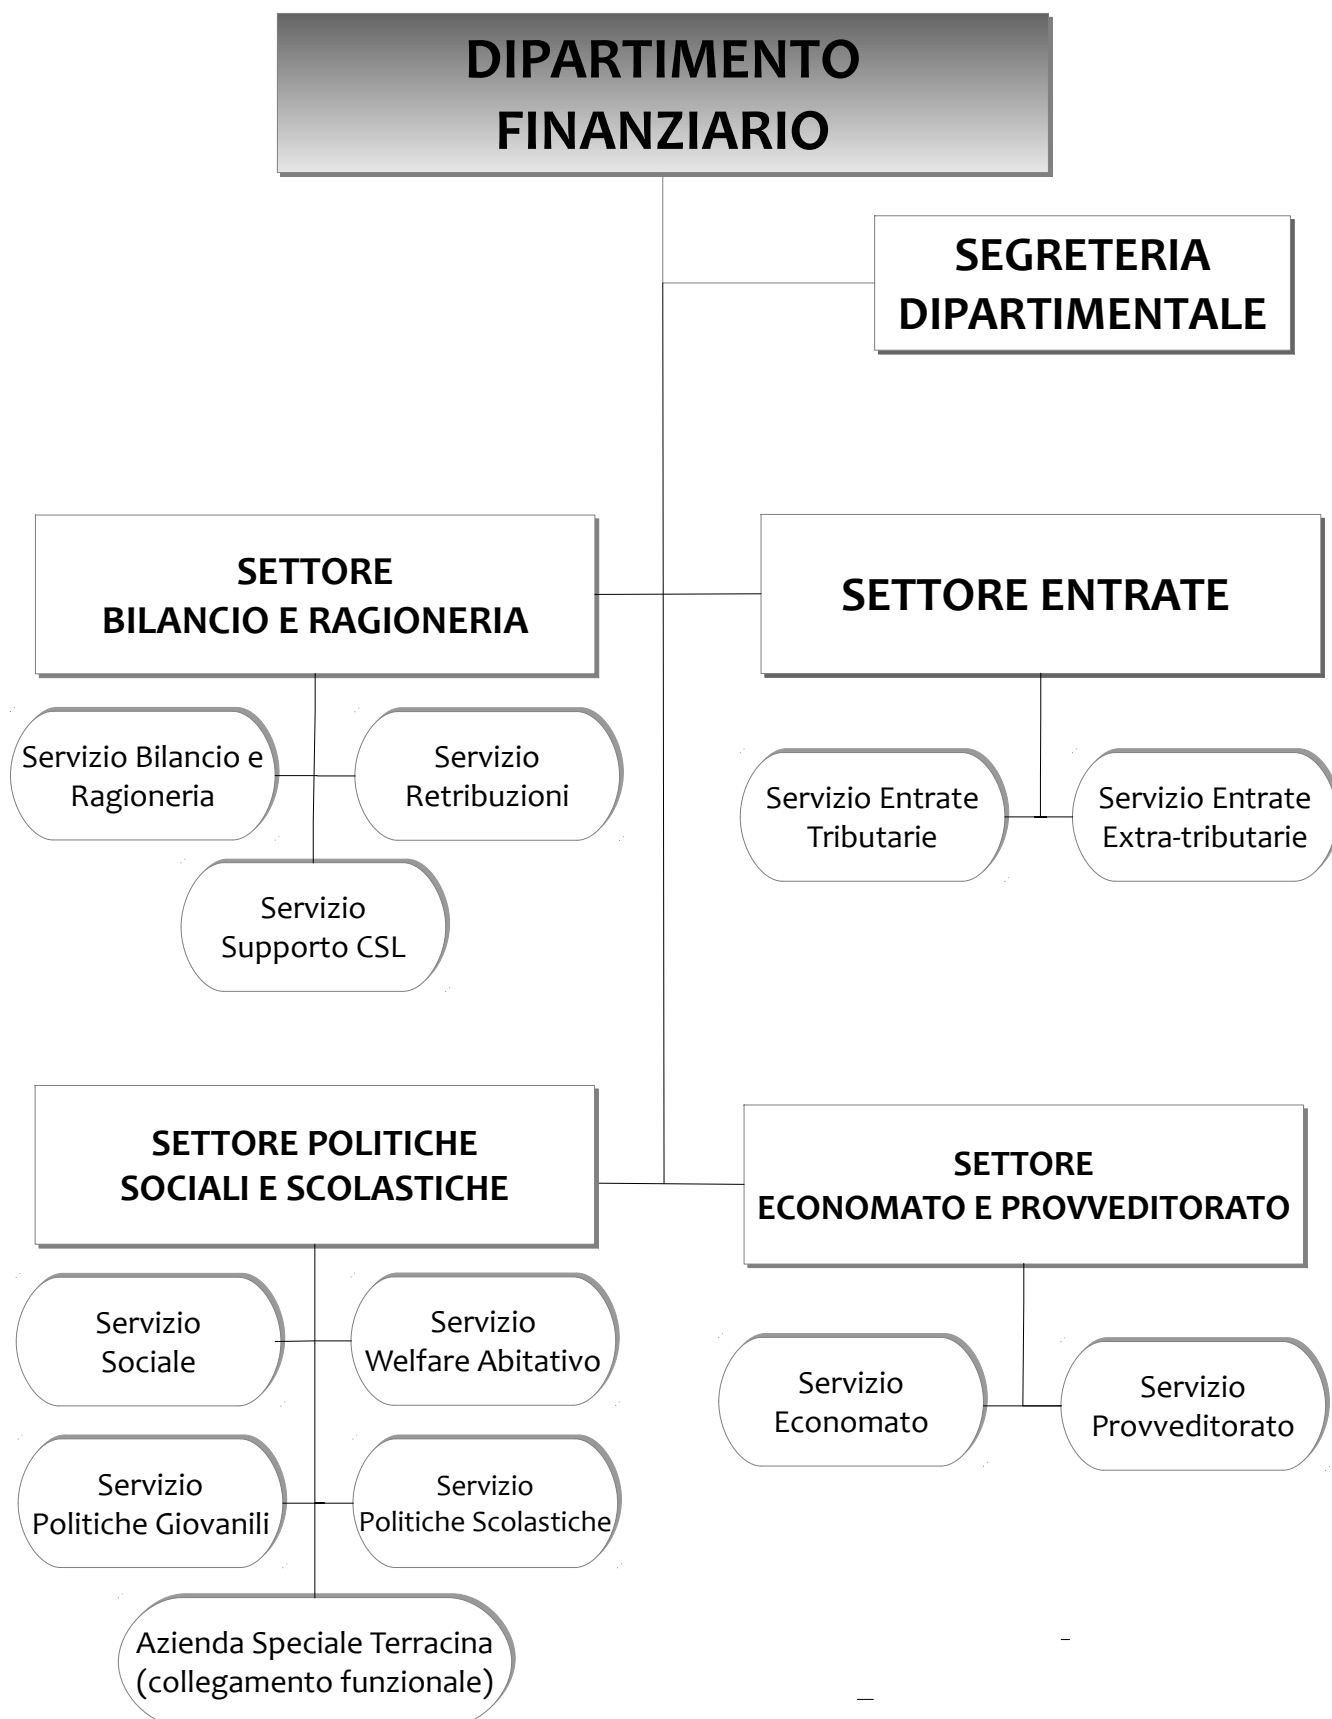 DIPARTIMENTO
FINANZIARIO
SEGRETERIA
DIPARTIMENTALE
SETTORE
BILANCIO E RAGIONERIA
SETTORE ENTRATE
Servizio Bilancio e
Ragioneria
Servizio
Retribuzioni
Servizio
Supporto CSL
Servizio Entrate
Tributarie
Servizio Entrate
Extra-tributarie
SETTORE POLITICHE
SOCIALI E SCOLASTICHE
SETTORE
ECONOMATO E PROVVEDITORATO
Servizio
Sociale
Servizio
Welfare Abitativo
Servizio
Politiche Giovanili
Servizio
Politiche Scolastiche
Azienda Speciale Terracina
(collegamento funzionale)
Servizio
Economato
Servizio
Provveditorato